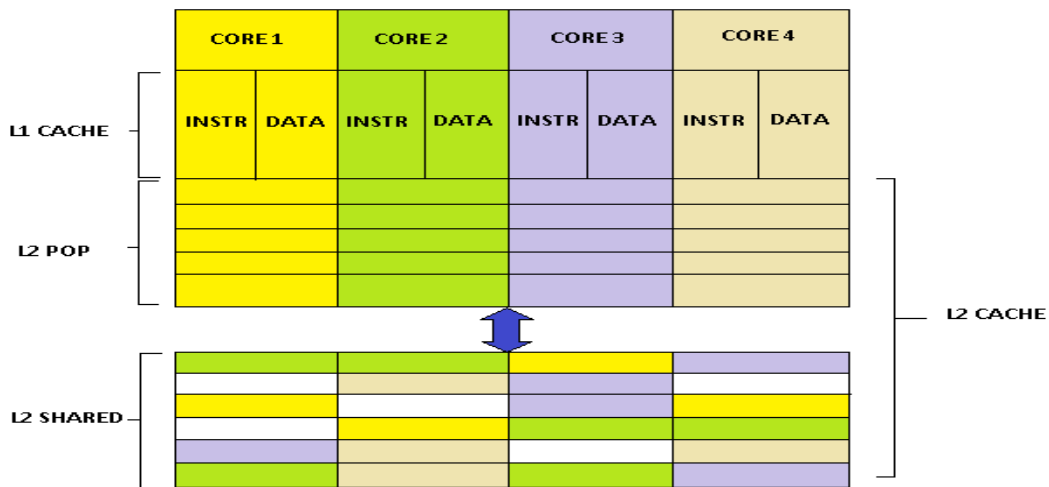 CORE 1 CORE 2 CORE 3 CORE 4
L1 CACHE
INSTR DATA INSTR DATA INSTR DATA INSTR DATA
L2 POP
L2 CACHE
L2 SHARED